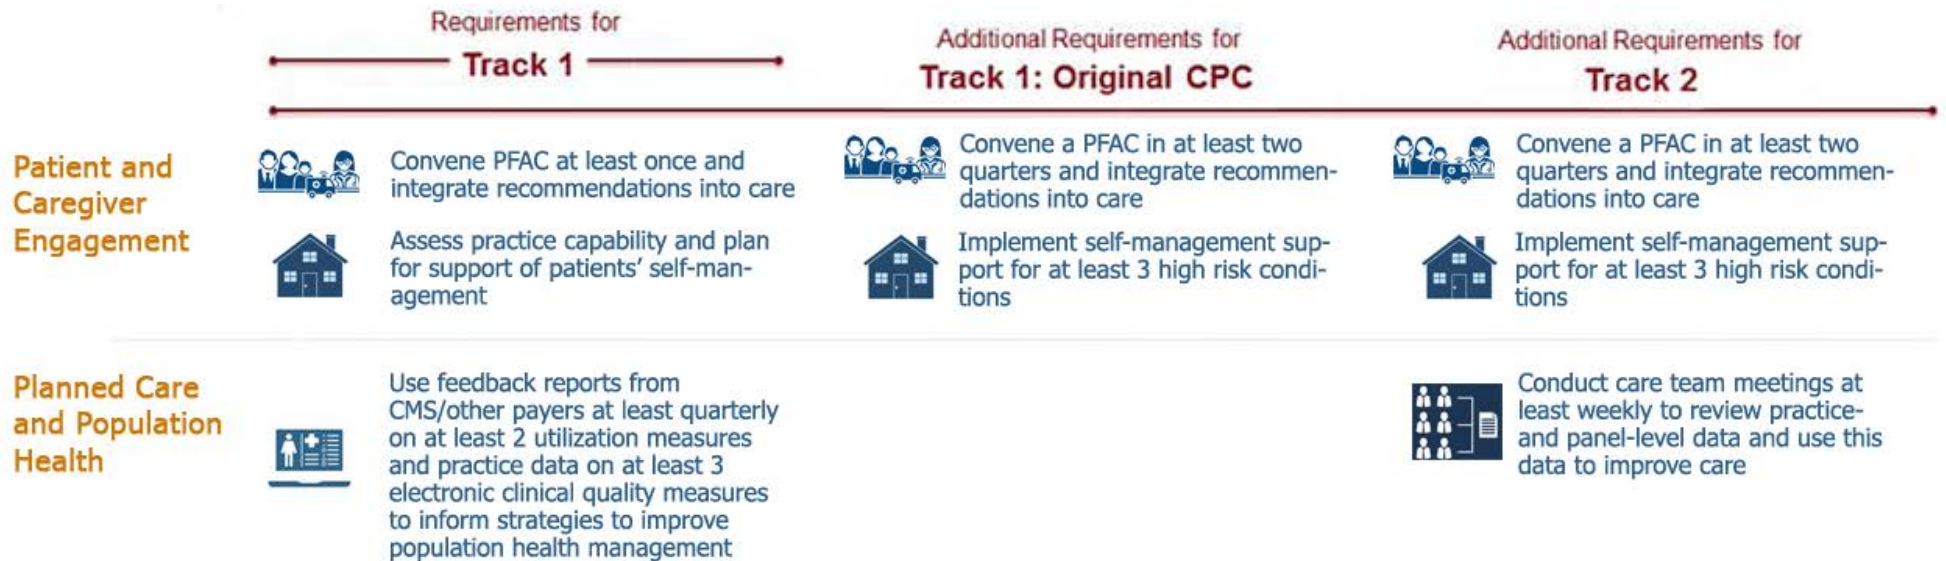 Requirements for
Track 1
Additional Requirements for
Track 1: Original CPC
Additional Requirements for
Track 2
Patient and
Caregiver
Engagement
Convene PFAC at least once and
integrate recommendations into care
Convene a PFAC in at least two
quarters and integrate recommen-
dations into care
Convene a PFAC in at least two
quarters and integrate recommen-
dations into care
Assess practice capability and plan
for support of patients' self-man-
agement
Implement self-management sup-
port for at least 3 high risk condi-
tions
Implement self-management sup-
port for at least 3 high risk condi-
tions
Planned Care
and Population
Health
Use feedback reports from
CMS/other payers at least quarterly
on at least 2 utilization measures
and practice data on at least 3
electronic clinical quality measures
to inform strategies to improve
population health management
Conduct care team meetings at
least weekly to review practice-
and panel-level data and use this
data to improve care